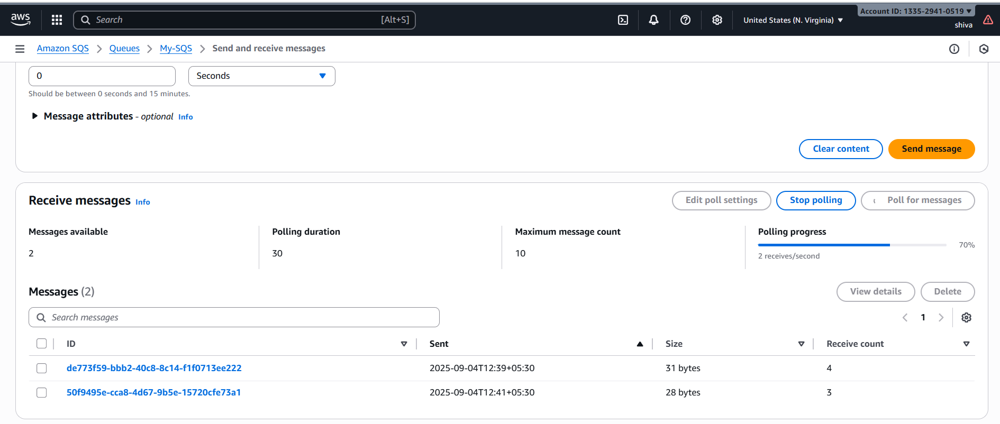 aws
Search [Alt+S]
United States (N. Virginia)
Account ID: 1335-2941-0519
shiva
Amazon SQS > Queues > My-SQS > Send and receive messages
0 Seconds
Should be between 0 seconds and 15 minutes.
Message attributes - optional Info
Clear content Send message
Receive messages Info Edit poll settings Stop polling Poll for messages
Messages available Polling duration Maximum message count Polling progress
2 30 10 70%
2 receives/second
Messages (2) View details Delete
Search messages 1
ID Sent Size Receive count
de773f59-bbb2-40c8-8c14-f1f0713ee222 2025-09-04T12:39+05:30 31 bytes 4
50f9495e-cca8-4d67-9b5e-15720cfe73a1 2025-09-04T12:41+05:30 28 bytes 3